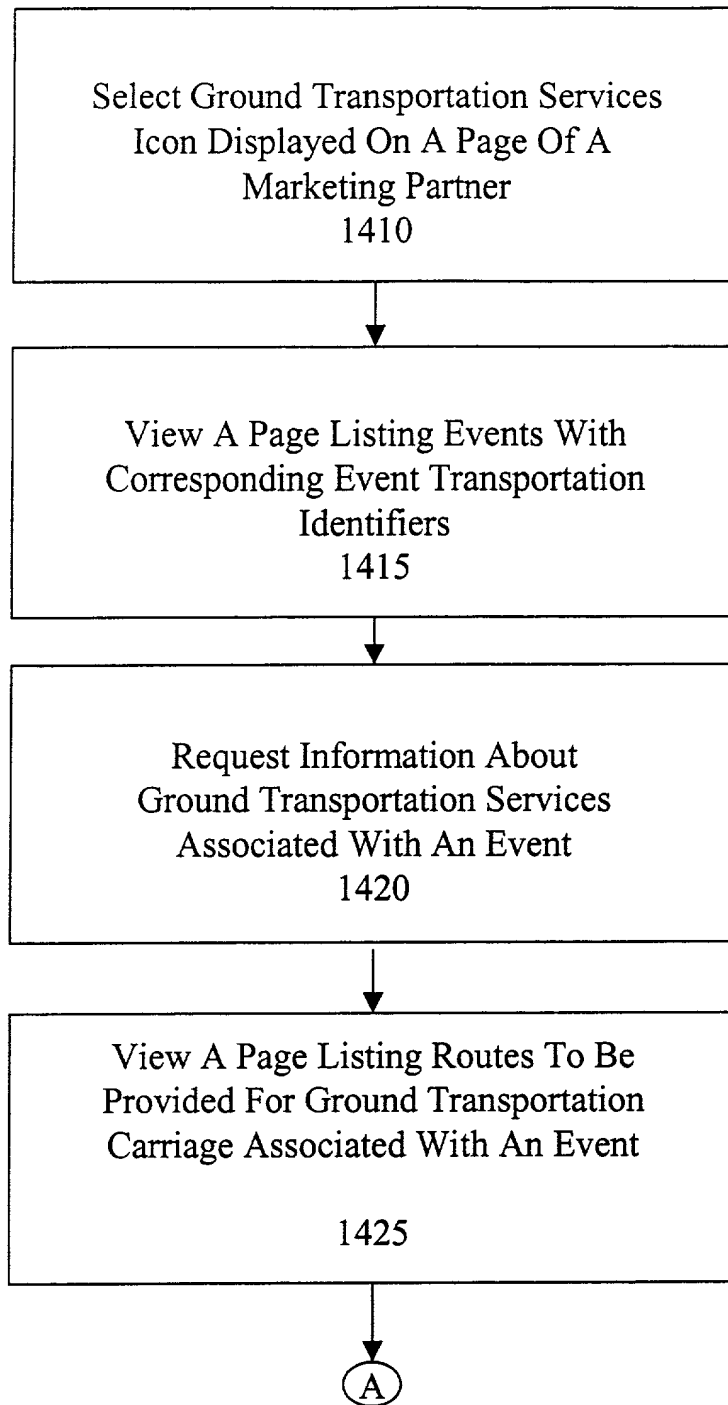 Select Ground Transportation Services
Icon Displayed On A Page Of A
Marketing Partner
1410
View A Page Listing Events With
Corresponding Event Transportation
Identifiers
1415
Request Information About
Ground Transportation Services
Associated With An Event
1420
View A Page Listing Routes To Be
Provided For Ground Transportation
Carriage Associated With An Event
1425
A